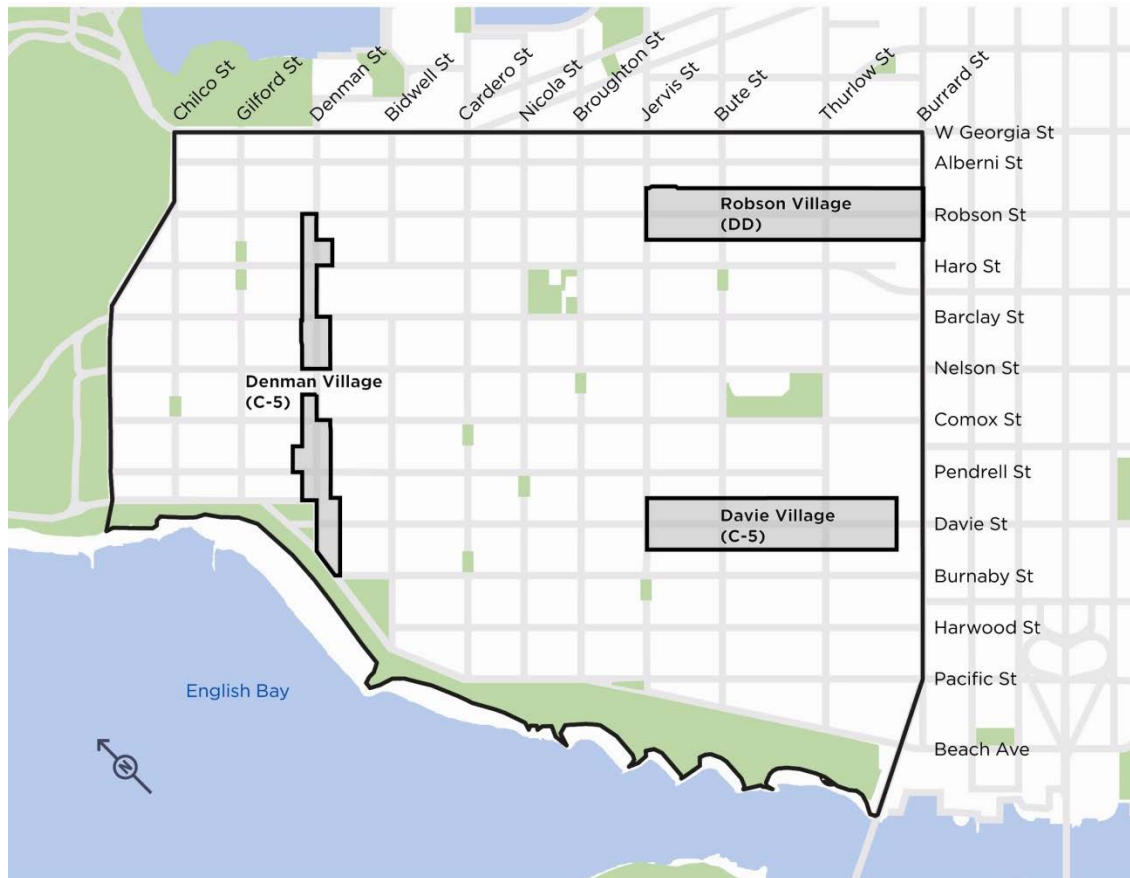 Chilco St
Gilford St
Denman St
Bidwell St
Cardero St
Nicola St
Broughton St
Jervis St
Bute St
Thurlow St
Burrard St
W Georgia St
Alberni St
Robson Village
(DD)
Robson St
Haro St
Barclay St
Nelson St
Denman Village
(C-5)
Comox St
Pendrell St
Davie Village
(C-5)
Davie St
Burnaby St
Harwood St
Pacific St
English Bay
Beach Ave
N